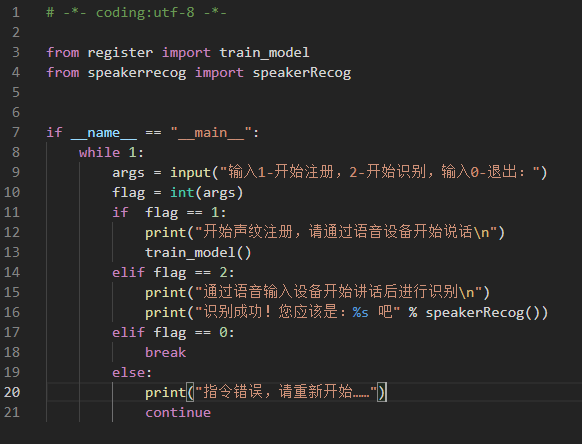 1 # -*- coding:utf-8 -*-
2
3 from register import train_model
4 from speakerrecog import speakerRecog
5
6
7 if __name__ == "__main__":
8     while 1:
9         args = input("输入1-开始注册，2-开始识别，输入0-退出：")
10         flag = int(args)
11         if  flag == 1:
12             print("开始声纹注册，请通过语音设备开始说话\n")
13             train_model()
14         elif flag == 2:
15             print("通过语音输入设备开始讲话后进行识别\n")
16             print("识别成功！您应该是：%s 吧" % speakerRecog())
17         elif flag == 0:
18             break
19         else:
20             print("指令错误，请重新开始……")
21             continue